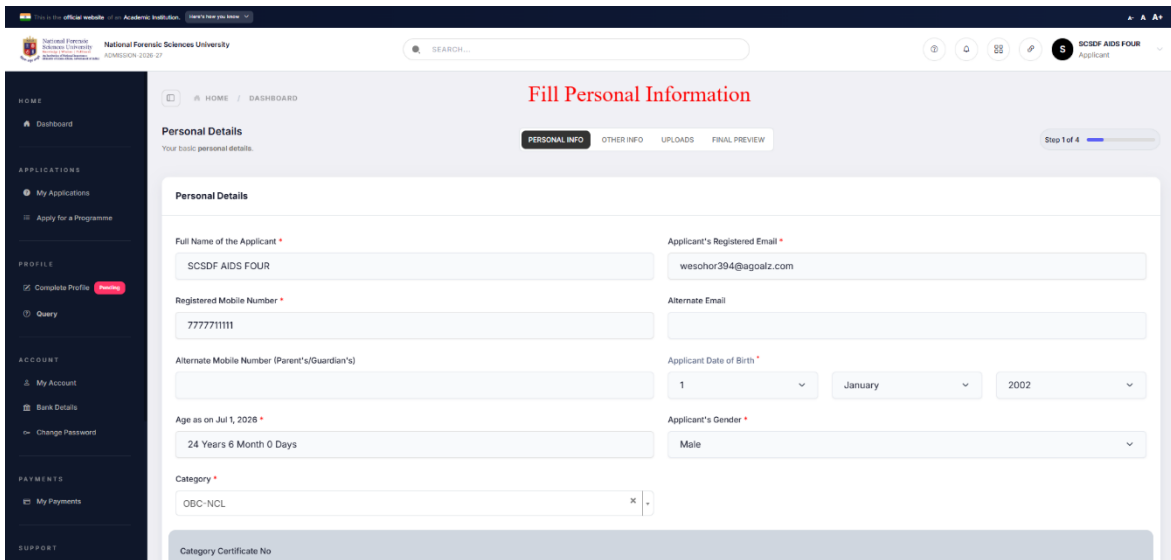 This is the official website of an Academic Institution. Here's how you know
A- A A+
National Forensic
Sciences University
National Forensic Sciences University
ADMISSION-2026-27
SEARCH...
S
SCSDF AIDS FOUR
Applicant
HOME
Dashboard
APPLICATIONS
My Applications
Apply for a Programme
PROFILE
Complete Profile Pending
Query
ACCOUNT
My Account
Bank Details
Change Password
PAYMENTS
My Payments
SUPPORT
HOME / DASHBOARD
Fill Personal Information
Personal Details
Your basic personal details.
PERSONAL INFO OTHER INFO UPLOADS FINAL PREVIEW
Step 1 of 4
Personal Details
Full Name of the Applicant *
SCSDF AIDS FOUR
Applicant's Registered Email *
wesohor394@agoalz.com
Registered Mobile Number *
7777711111
Alternate Email
Alternate Mobile Number (Parent's/Guardian's)
Applicant Date of Birth *
1 January 2002
Age as on Jul 1, 2026 *
24 Years 6 Month 0 Days
Applicant's Gender *
Male
Category *
OBC-NCL
Category Certificate No